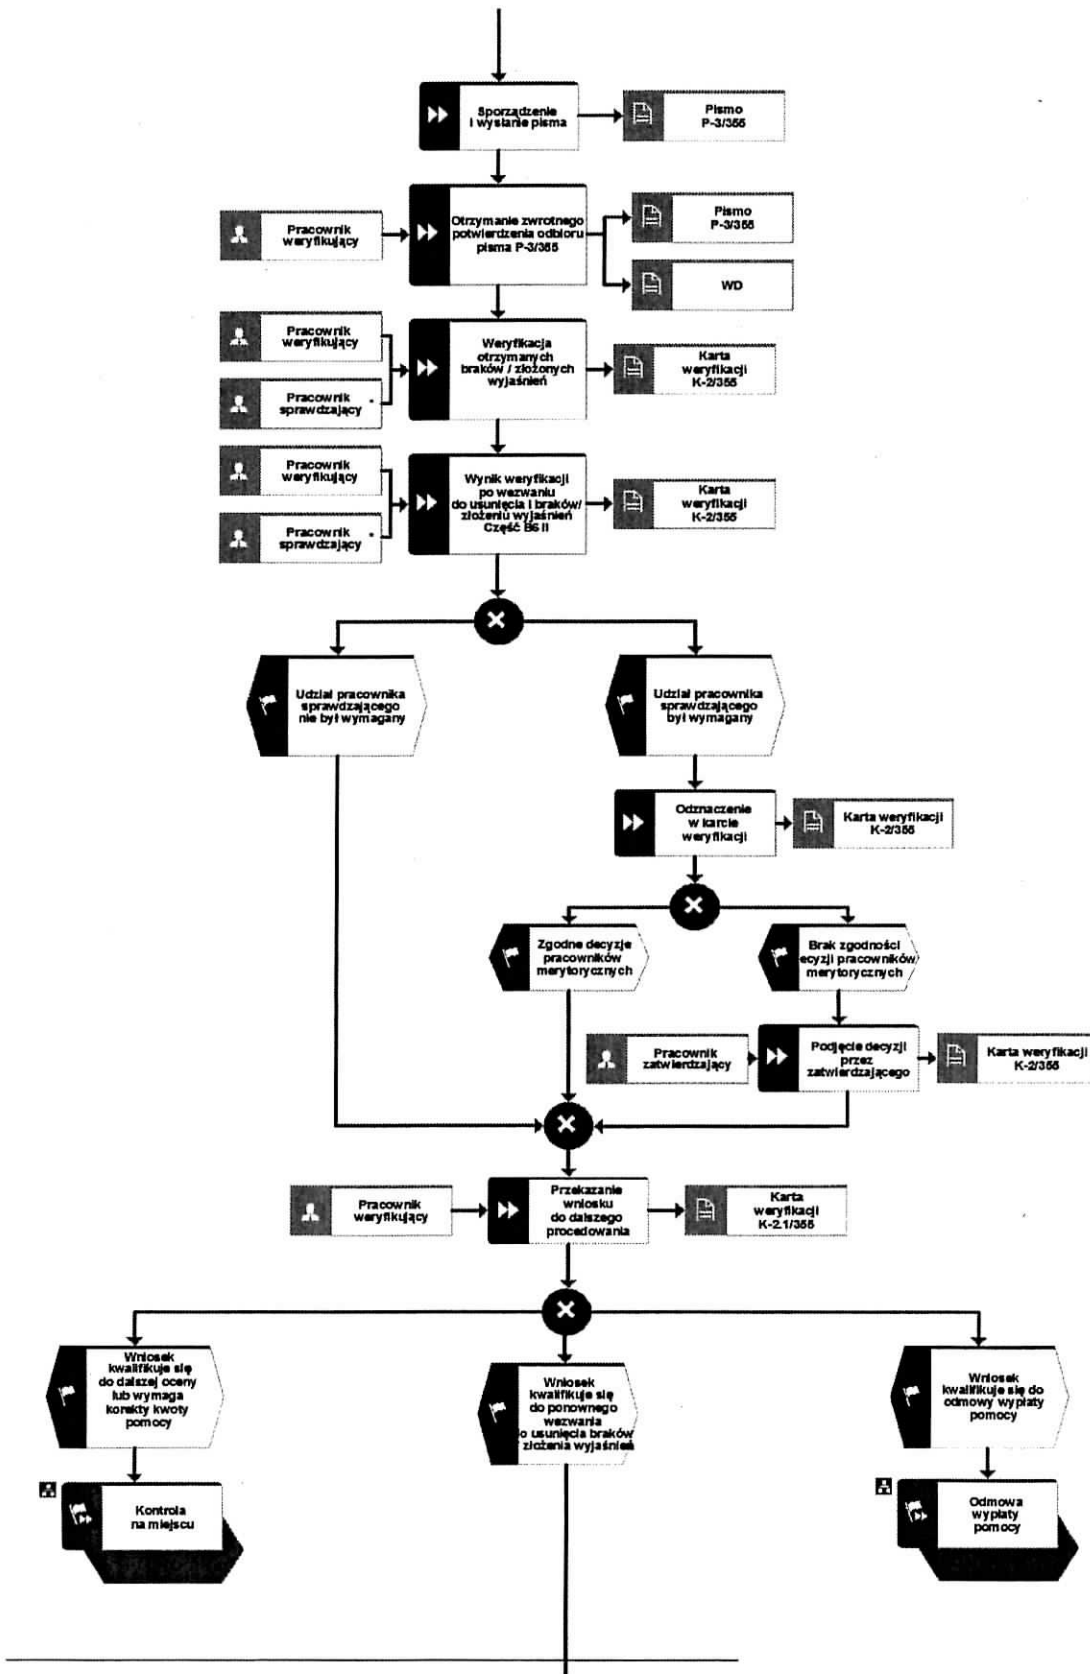 Sporządzenie
i wysłanie pisma
Pismo
P-3/355
Pracownik
weryfikujący
Otrzymanie zwrotnego
potwierdzenia odbioru
pisma P-3/355
Pismo
P-3/355
WD
Pracownik
weryfikujący
Pracownik
sprawdzający *
Weryfikacja
otrzymanych
braków / złożonych
wyjaśnień
Karta
weryfikacji
K-2/355
Pracownik
weryfikujący
Pracownik
sprawdzający *
Wynik weryfikacji
po wezwaniu
do usunięcia i braków/
złożeniu wyjaśnień
Część B6 II
Karta
weryfikacji
K-2/355
Udział pracownika
sprawdzającego
nie był wymagany
Udział pracownika
sprawdzającego
był wymagany
Odznaczenie
w karcie
weryfikacji
Karta weryfikacji
K-2/355
Zgodne decyzje
pracowników
merytorycznych
Brak zgodności
ecyzji pracowników
merytorycznych
Pracownik
zatwierdzający
Podjęcie decyzji
przez
zatwierdzającego
Karta weryfikacji
K-2/355
Pracownik
weryfikujący
Przekazanie
wniosku
do dalszego
procedowania
Karta
weryfikacji
K-2.1/355
Wniosek
kwalifikuje się
do dalszej oceny
lub wymaga
korekty kwoty
pomocy
Wniosek
kwalifikuje się
do ponownego
wezwania
o usunięcia braków
złożenia wyjaśnień
Wniosek
kwalifikuje się do
odmowy wypłaty
pomocy
Kontrola
na miejscu
Odmowa
wypłaty
pomocy